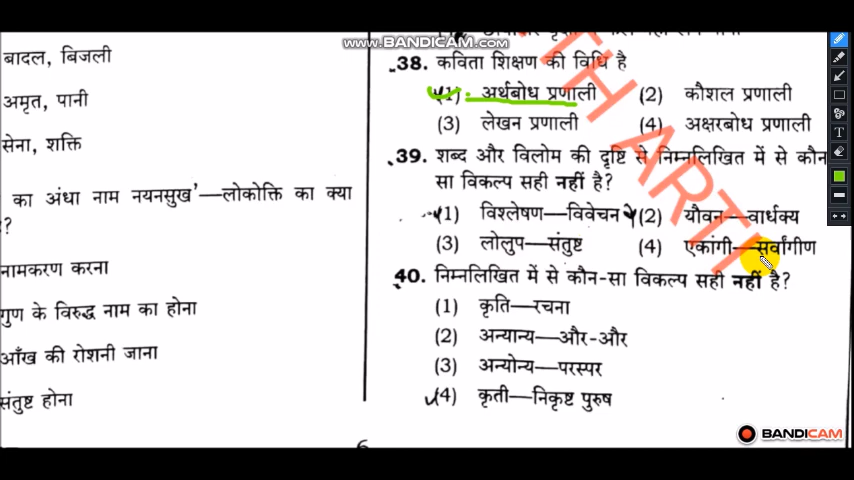 WWW.BANDICAM.COM
बादल, बिजली
अमृत, पानी
सेना, शक्ति
का अंधा नाम नयनसुख’—लोकोक्ति का क्या
?
नामकरण करना
गुण के विरुद्ध नाम का होना
आँख की रोशनी जाना
संतुष्ट होना
38. कविता शिक्षण की विधि है
(1) अर्थबोध प्रणाली (2) कौशल प्रणाली
(3) लेखन प्रणाली (4) अक्षरबोध प्रणाली
39. शब्द और विलोम की दृष्टि से निम्नलिखित में से कौन
सा विकल्प सही नहीं है?
(1) विश्लेषण—विवेचन (2) यौवन—वार्धक्य
(3) लोलुप—संतुष्ट (4) एकांगी—सर्वांगीण
40. निम्नलिखित में से कौन-सा विकल्प सही नहीं है?
(1) कृति—रचना
(2) अन्यान्य—और-और
(3) अन्योन्य—परस्पर
(4) कृती—निकृष्ट पुरुष
TH ARTI
BANDICAM